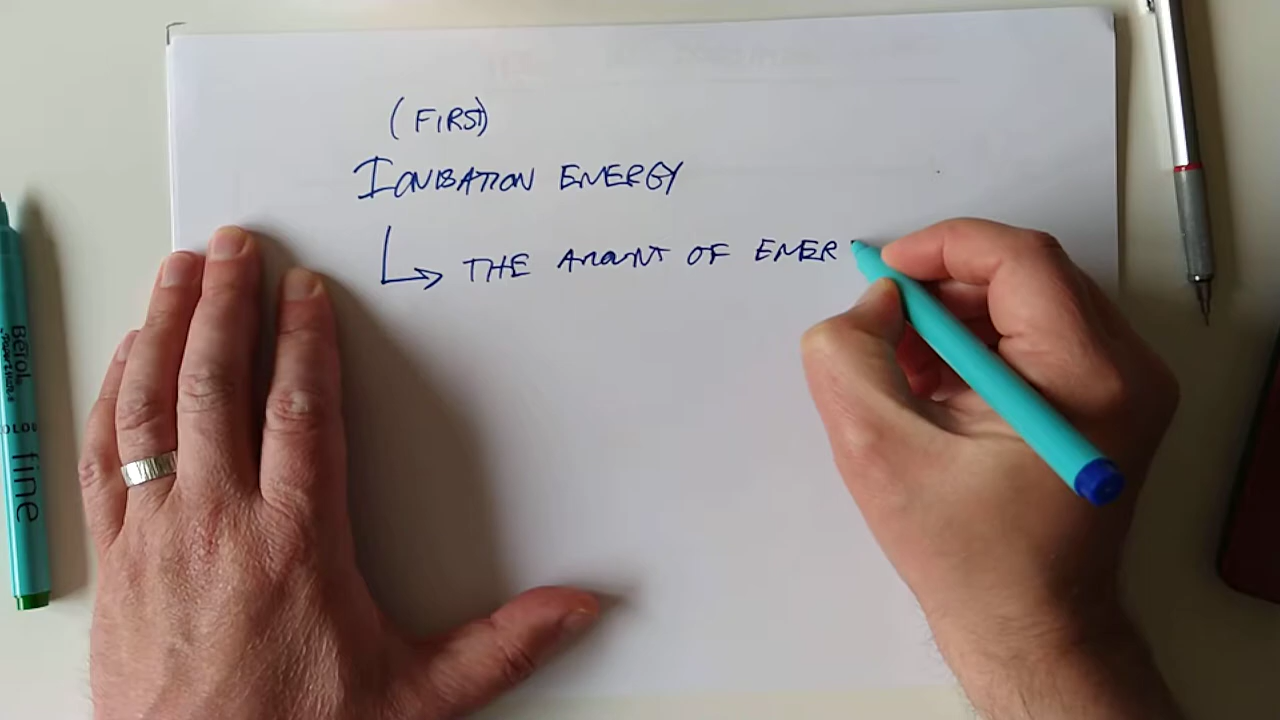 (FIRST)
IONISATION ENERGY
THE AMOUNT OF ENER
Berol
fine